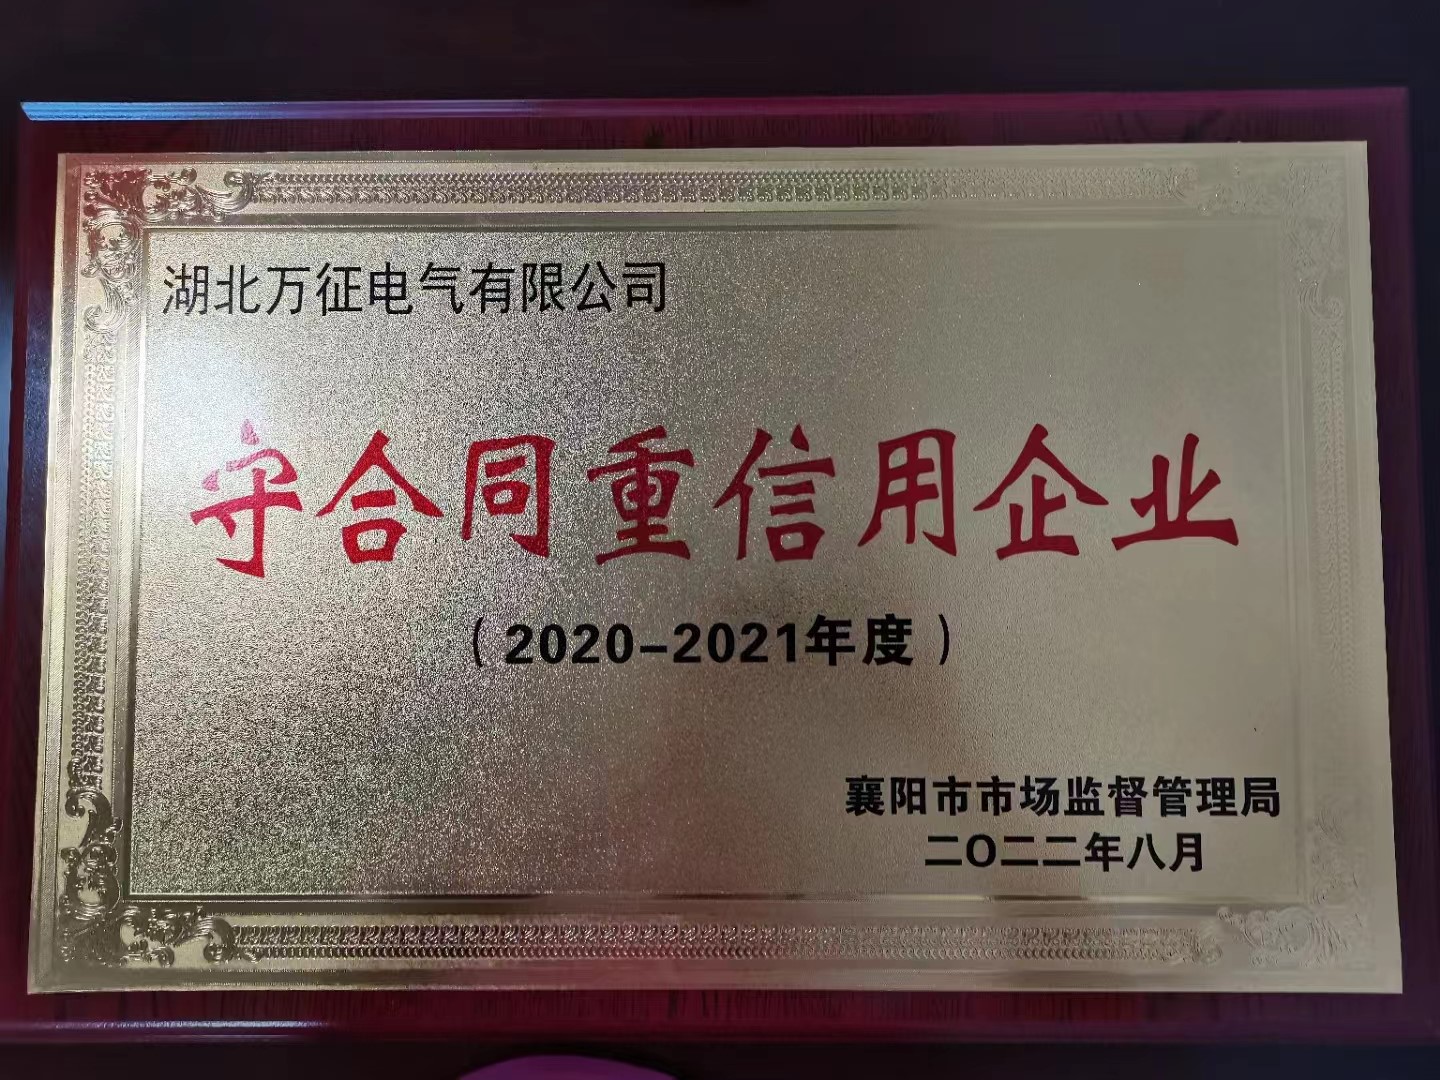 湖北万征电气有限公司
守合同重信用企业
（2020-2021年度）
襄阳市市场监督管理局
二〇二二年八月